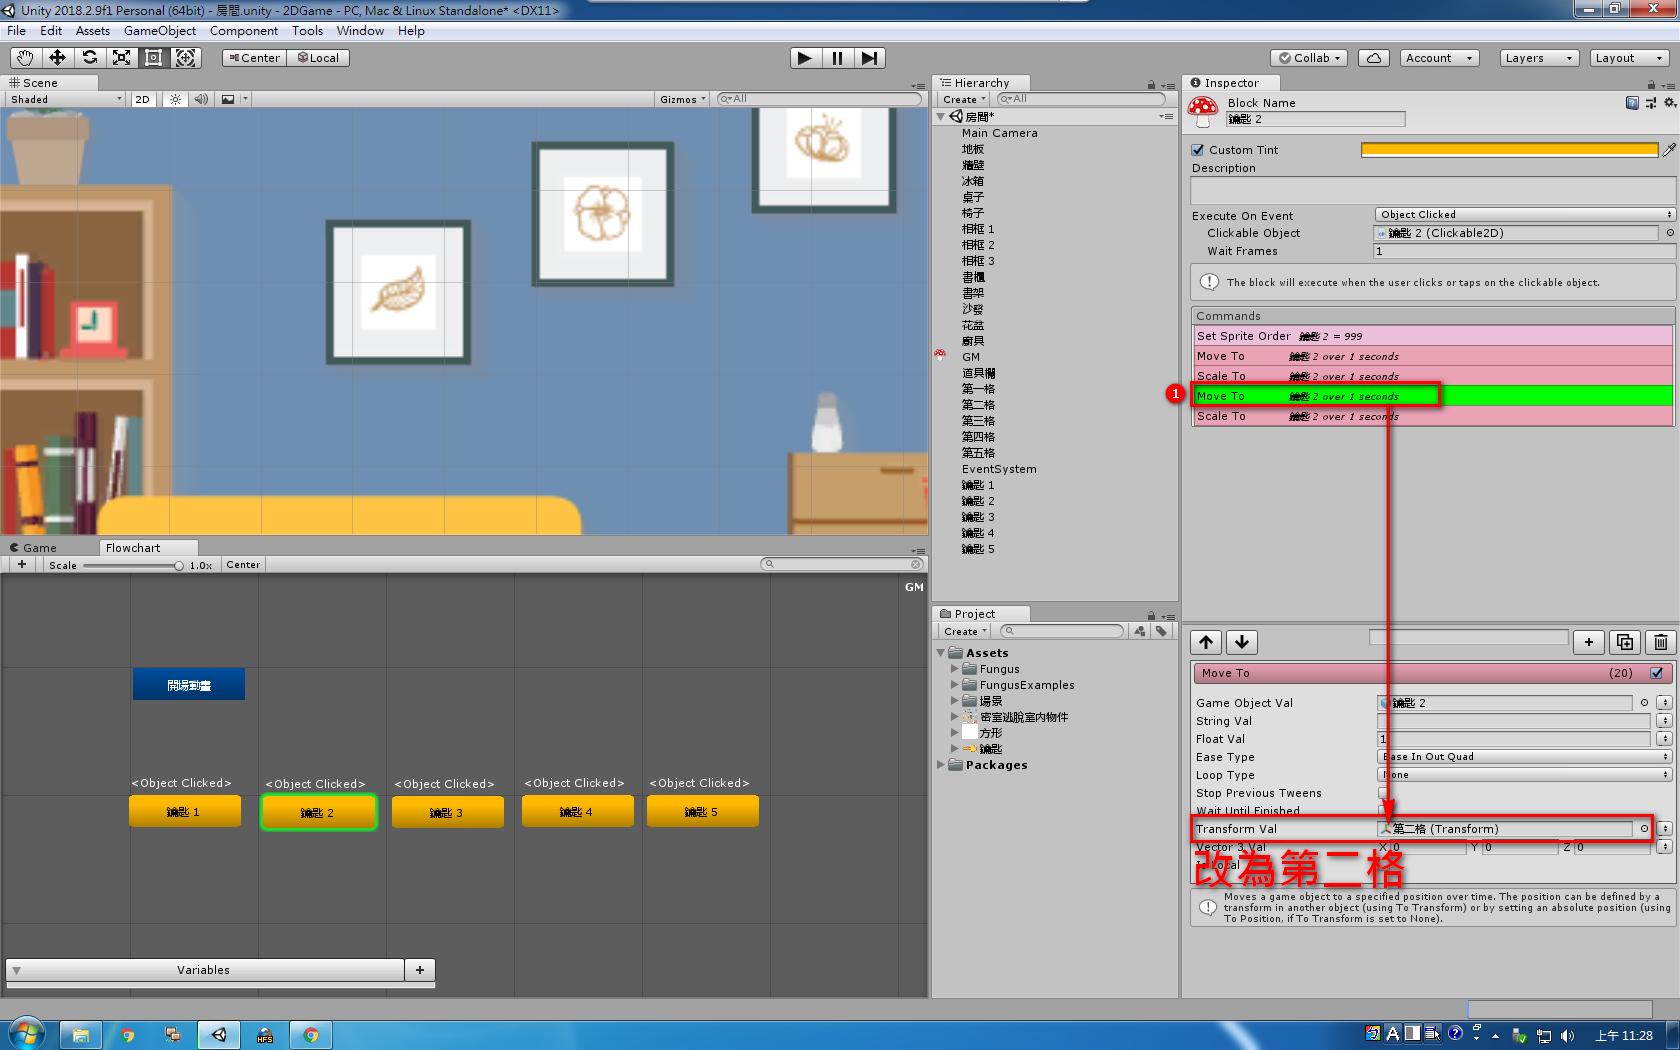 Unity 2018.2.9f1 Personal (64bit) - 房間.unity - 2DGame - PC, Mac & Linux Standalone* <DX11>
File Edit Assets GameObject Component Tools Window Help
Center Local
Collab Account Layers Layout
Scene
Shaded 2D Gizmos All
Hierarchy
Create All
房間*
Main Camera
地板
牆壁
冰箱
桌子
椅子
相框 1
相框 2
相框 3
書櫃
書架
沙發
花盆
廚具
GM
道具欄
第一格
第二格
第三格
第四格
第五格
EventSystem
鑰匙 1
鑰匙 2
鑰匙 3
鑰匙 4
鑰匙 5
Game Flowchart
Scale 1.0x Center
GM
開場動畫
<Object Clicked> <Object Clicked> <Object Clicked> <Object Clicked> <Object Clicked>
鑰匙 1 鑰匙 2 鑰匙 3 鑰匙 4 鑰匙 5
Variables
Project
Create
Assets
Fungus
FungusExamples
場景
密室逃脫室內物件
方形
鑰匙
Packages
Inspector
Block Name
鑰匙 2
Custom Tint
Description
Execute On Event Object Clicked
Clickable Object 鑰匙 2 (Clickable2D)
Wait Frames 1
The block will execute when the user clicks or taps on the clickable object.
Commands
Set Sprite Order 鑰匙 2 = 999
Move To 鑰匙 2 over 1 seconds
Scale To 鑰匙 2 over 1 seconds
1 Move To 鑰匙 2 over 1 seconds
Scale To 鑰匙 2 over 1 seconds
Move To (20)
Game Object Val 鑰匙 2
String Val
Float Val 1
Ease Type Ease In Out Quad
Loop Type None
Stop Previous Tweens
Wait Until Finished
Transform Val 第二格 (Transform)
Vector 3 Val X 0 Y 0 Z 0
改為第二格
Moves a game object to a specified position over time. The position can be defined by a
transform in another object (using To Transform) or by setting an absolute position (using
To Position, if To Transform is set to None).
HFS
A
上午 11:28